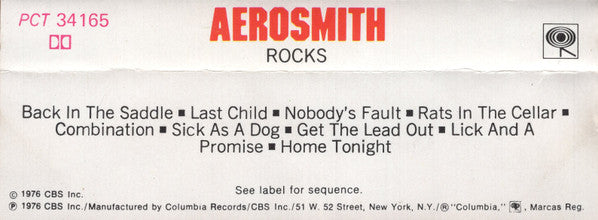 PCT 34165
AEROSMITH
ROCKS
Back In The Saddle ▪ Last Child ▪ Nobody's Fault ▪ Rats In The Cellar ▪
Combination ▪ Sick As A Dog ▪ Get The Lead Out ▪ Lick And A
Promise ▪ Home Tonight
See label for sequence.
© 1976 CBS Inc.
℗ 1976 CBS Inc./Manufactured by Columbia Records/CBS Inc./51 W. 52 Street, New York, N.Y./® "Columbia," , Marcas Reg.